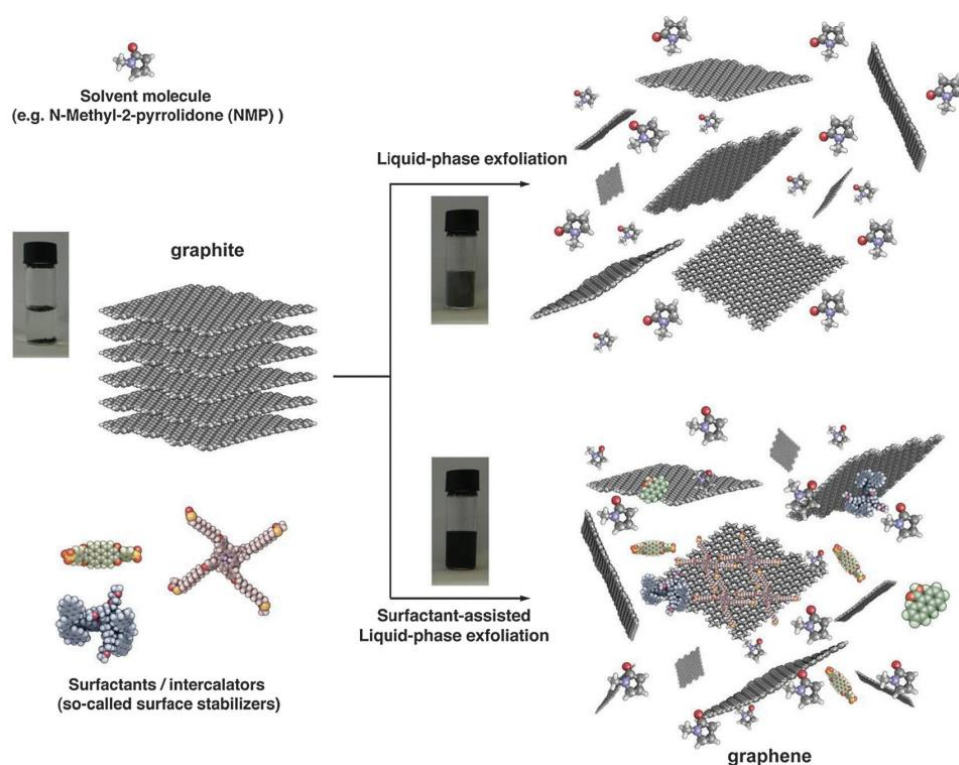 Solvent molecule
(e.g. N-Methyl-2-pyrrolidone (NMP) )
Liquid-phase exfoliation
graphite
Surfactant-assisted
Liquid-phase exfoliation
Surfactants / intercalators
(so-called surface stabilizers)
graphene